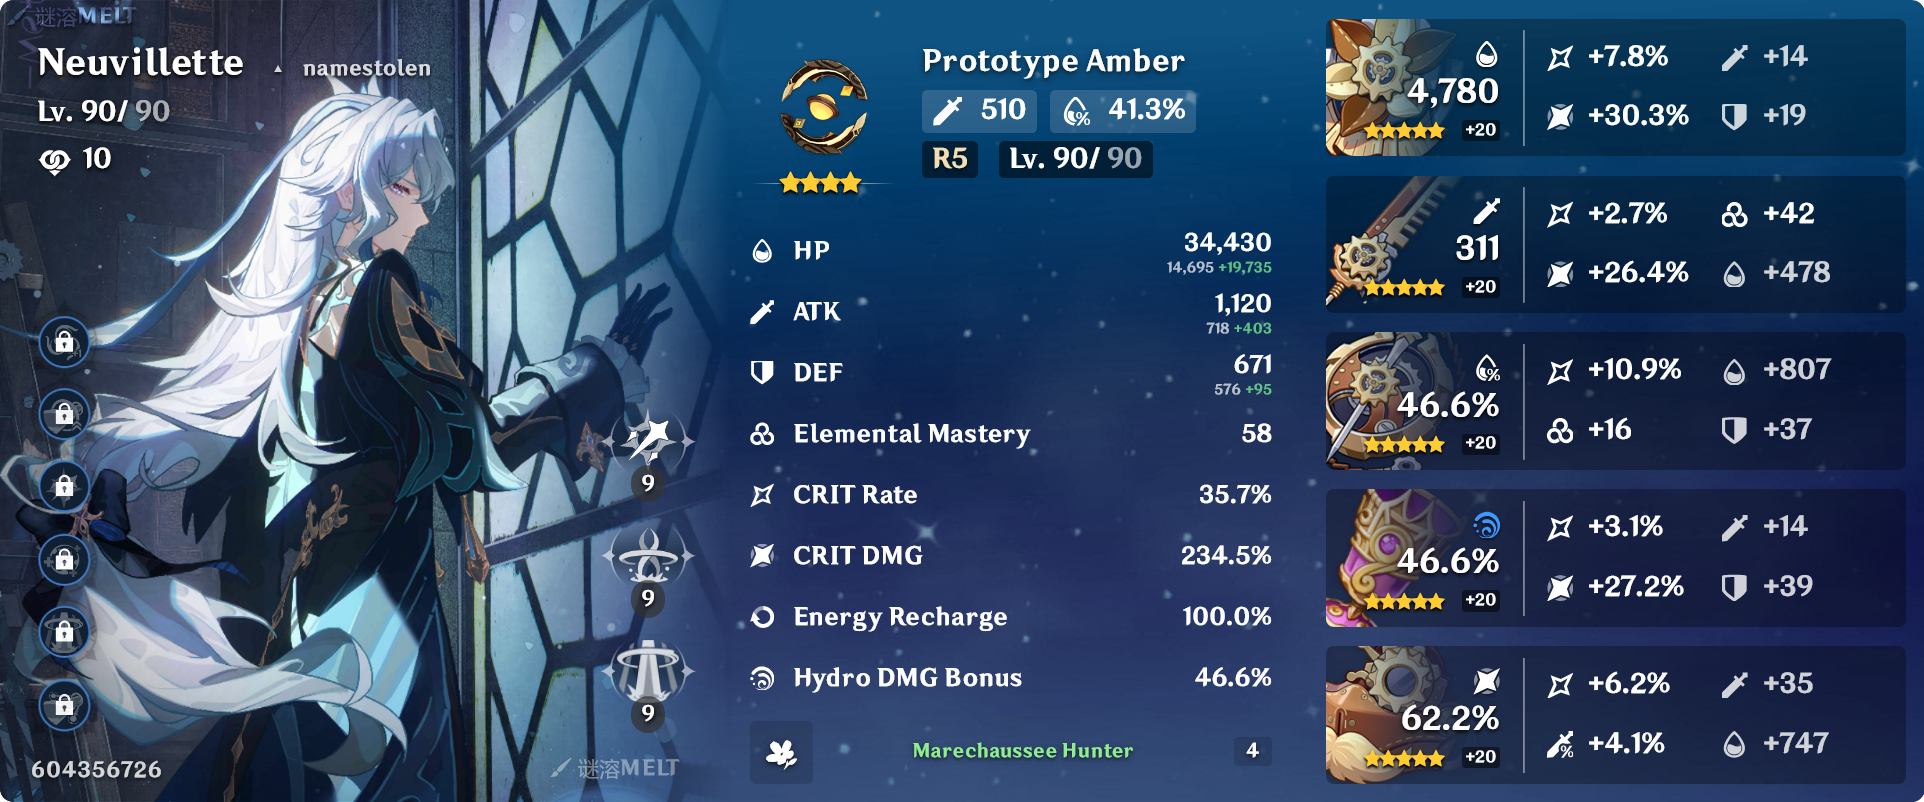 谜溶MELT
Neuvillette ▲ namestolen
Lv. 90/ 90
10
9
9
9
604356726
谜溶MELT
Prototype Amber
510 41.3%
R5 Lv. 90/ 90
HP 34,430
14,695 +19,735
ATK 1,120
718 +403
DEF 671
576 +95
Elemental Mastery 58
CRIT Rate 35.7%
CRIT DMG 234.5%
Energy Recharge 100.0%
Hydro DMG Bonus 46.6%
Marechaussee Hunter 4
4,780
+20
+7.8% +14
+30.3% +19
311
+20
+2.7% +42
+26.4% +478
46.6%
+20
+10.9% +807
+16 +37
46.6%
+20
+3.1% +14
+27.2% +39
62.2%
+20
+6.2% +35
+4.1% +747